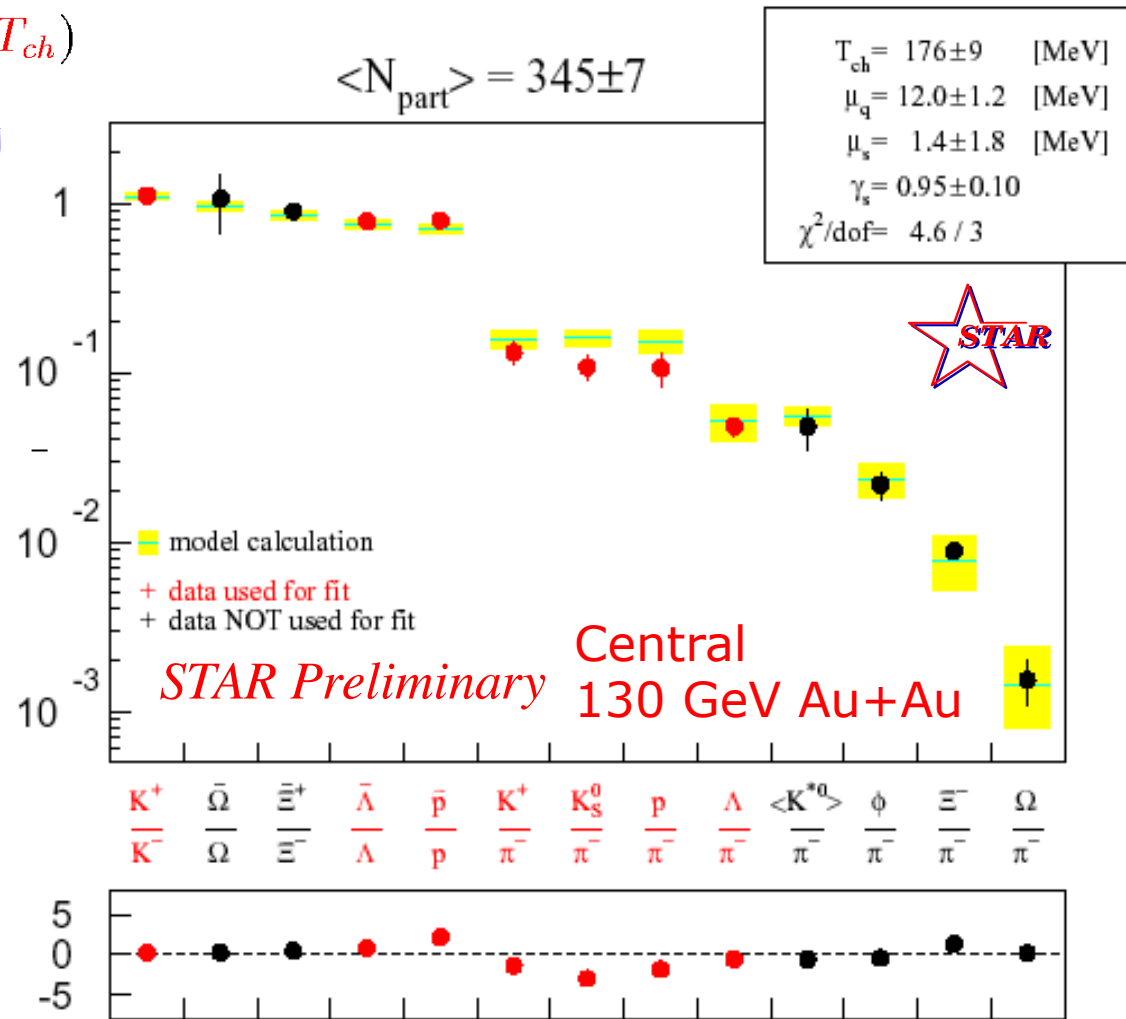 T_ch)
<N_part> = 345±7
T_ch= 176±9 [MeV]
μ_q= 12.0±1.2 [MeV]
μ_s= 1.4±1.8 [MeV]
γ_s= 0.95±0.10
χ²/dof= 4.6 / 3
1
10⁻¹
10⁻²
10⁻³
STAR
model calculation
+ data used for fit
+ data NOT used for fit
STAR Preliminary
Central
130 GeV Au+Au
K⁺ Ω̄ Ξ̄⁺ Λ̄ p̄ K⁺ K⁰_S p Λ <K*⁰> ϕ Ξ⁻ Ω
K⁻ Ω Ξ⁻ Λ p π⁻ π⁻ π⁻ π⁻ π⁻ π⁻ π⁻ π⁻
5
0
-5